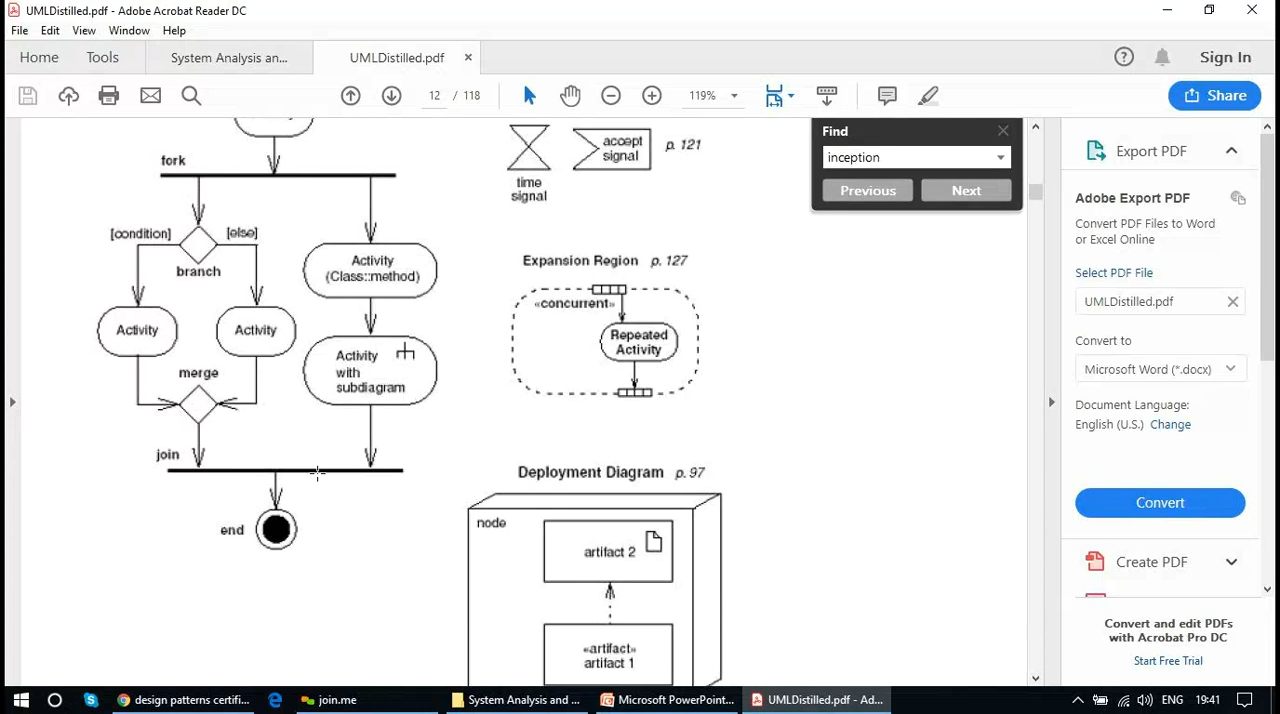 UMLDistilled.pdf - Adobe Acrobat Reader DC
File Edit View Window Help
Home Tools System Analysis an... UMLDistilled.pdf × Sign In
12 / 118 119% Share
fork
[condition] [else]
branch
Activity
Activity
merge
join
end
Activity
(Class::method)
Activity
with
subdiagram
time
signal
accept
signal
p. 121
Expansion Region p. 127
«concurrent»
Repeated
Activity
Deployment Diagram p. 97
node
artifact 2
«artifact»
artifact 1
Find
inception
Previous Next
Export PDF
Adobe Export PDF
Convert PDF Files to Word
or Excel Online
Select PDF File
UMLDistilled.pdf
Convert to
Microsoft Word (*.docx)
Document Language:
English (U.S.) Change
Convert
Create PDF
Convert and edit PDFs
with Acrobat Pro DC
Start Free Trial
design patterns certifi... join.me System Analysis and ... Microsoft PowerPoint... UMLDistilled.pdf - Ad... ENG 19:41